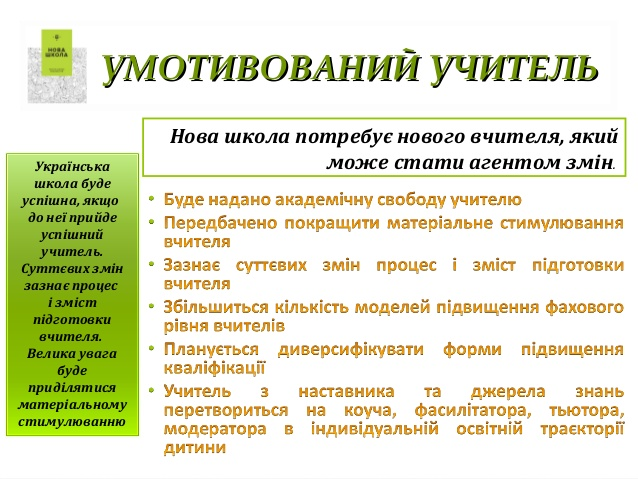 НОВА
ШКОЛА
УМОТИВОВАНИЙ УЧИТЕЛЬ
Нова школа потребує нового вчителя, який
може стати агентом змін.
Українська
школа буде
успішна, якщо
до неї прийде
успішний
учитель.
Суттєвих змін
зазнає процес
і зміст
підготовки
вчителя.
Велика увага
буде
приділятися
матеріальному
стимулюванню
• Буде надано академічну свободу учителю
• Передбачено покращити матеріальне стимулювання
вчителя
• Зазнає суттєвих змін процес і зміст підготовки
вчителя
• Збільшиться кількість моделей підвищення фахового
рівня вчителів
• Планується диверсифікувати форми підвищення
кваліфікації
• Учитель з наставника та джерела знань
перетвориться на коуча, фасилітатора, тьютора,
модератора в індивідуальній освітній траєкторії
дитини